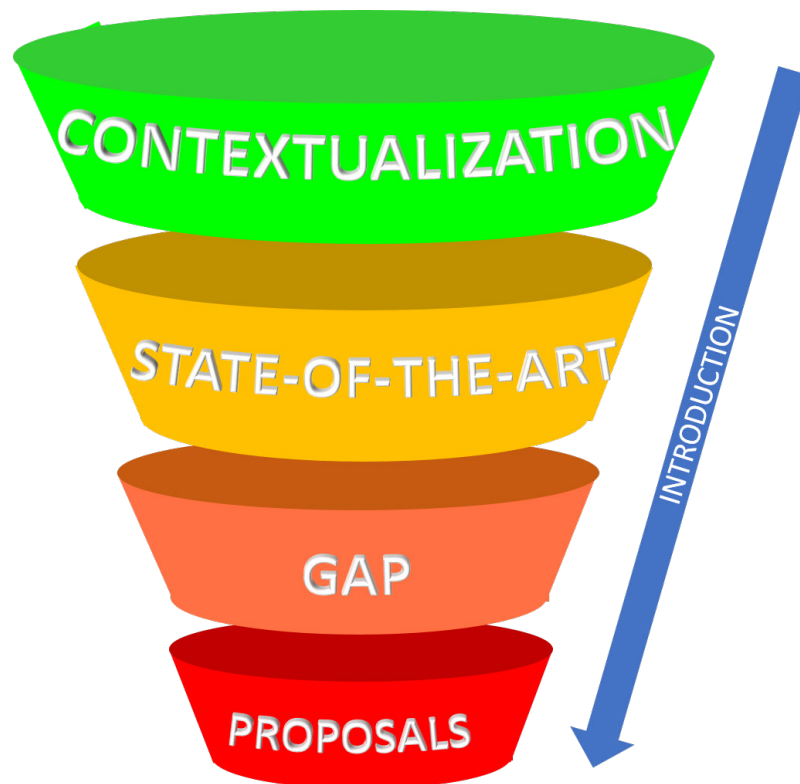 CONTEXTUALIZATION
STATE-OF-THE-ART
GAP
PROPOSALS
INTRODUCTION